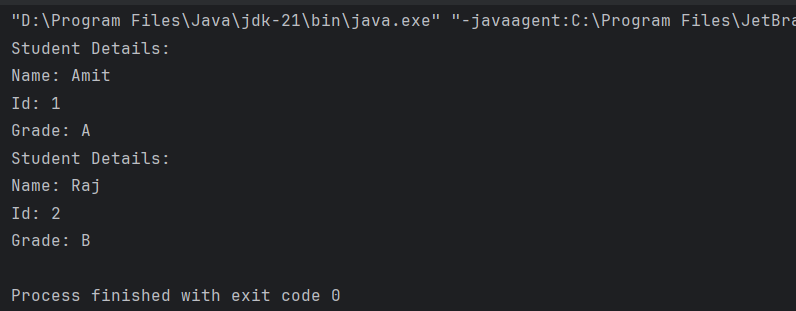 "D:\Program Files\Java\jdk-21\bin\java.exe" "-javaagent:C:\Program Files\JetBra
Student Details:
Name: Amit
Id: 1
Grade: A
Student Details:
Name: Raj
Id: 2
Grade: B
Process finished with exit code 0